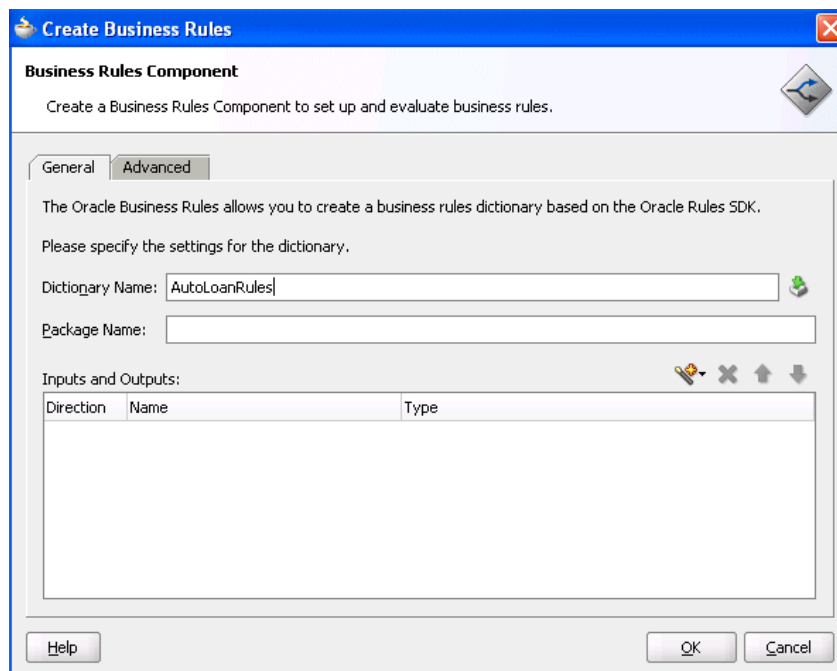 Create Business Rules
Business Rules Component
Create a Business Rules Component to set up and evaluate business rules.
General Advanced
The Oracle Business Rules allows you to create a business rules dictionary based on the Oracle Rules SDK.
Please specify the settings for the dictionary.
Dictionary Name: AutoLoanRules
Package Name:
Inputs and Outputs:
Direction Name Type
Help OK Cancel